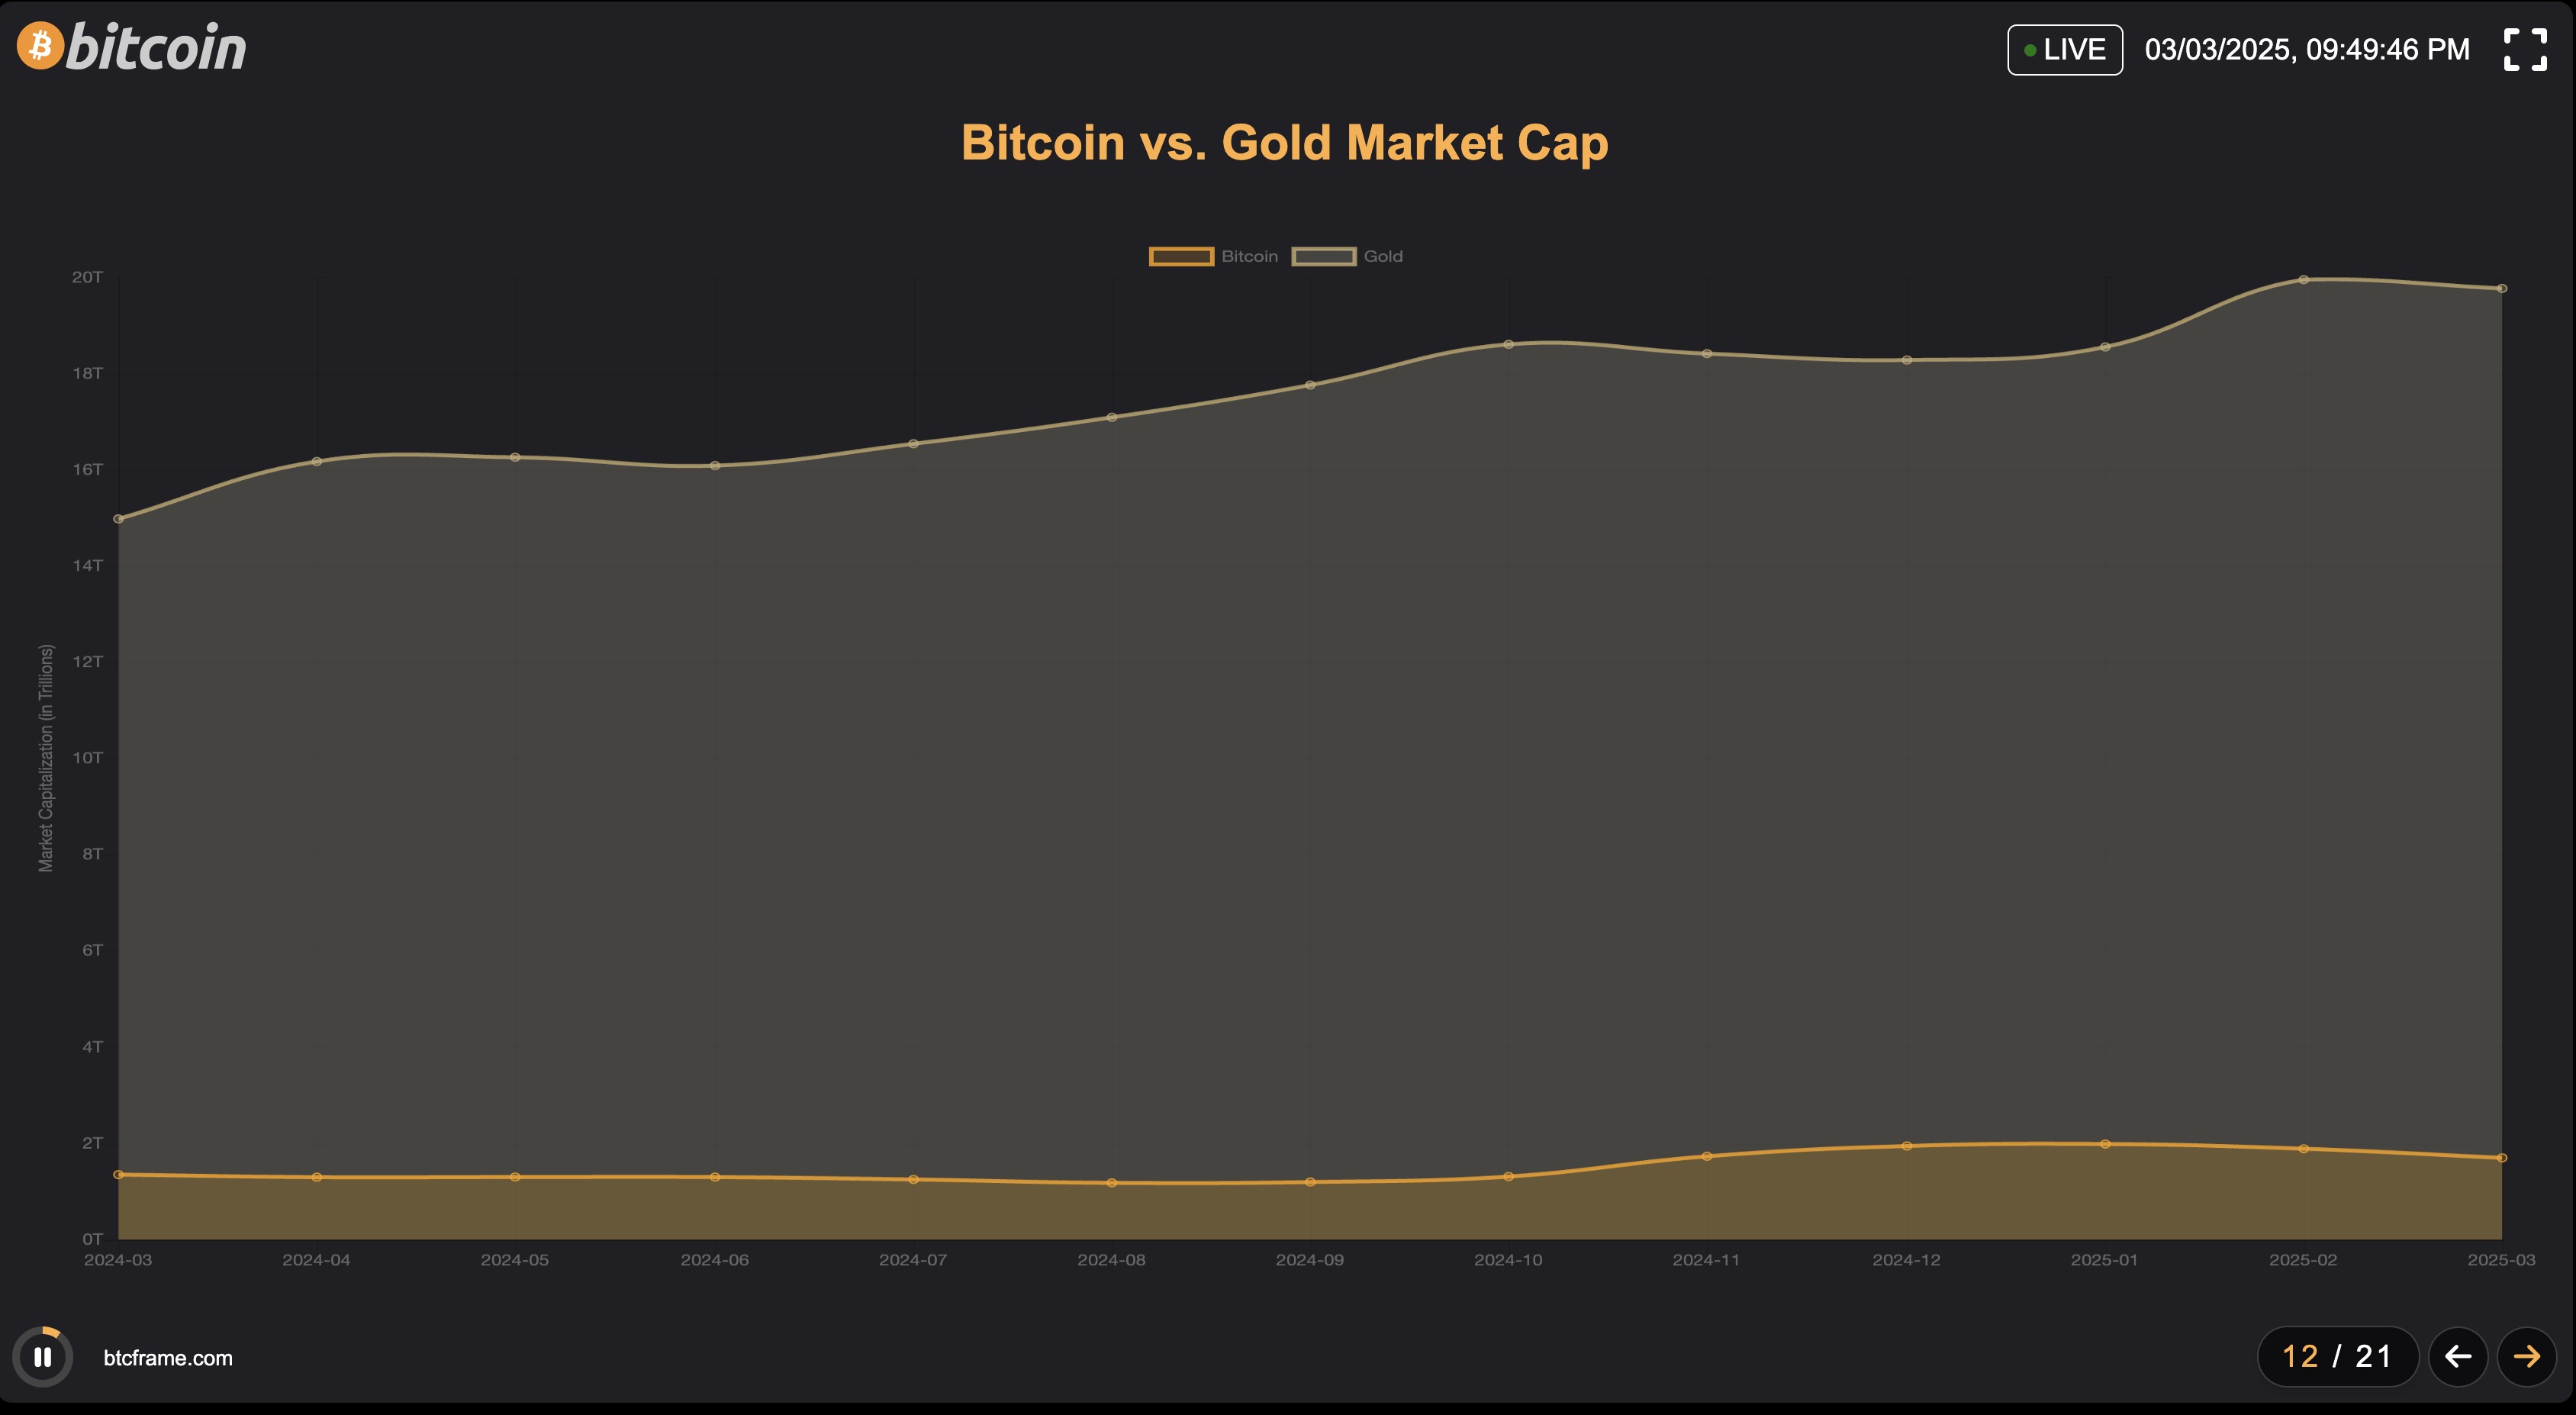 bitcoin
LIVE 03/03/2025, 09:49:46 PM
Bitcoin vs. Gold Market Cap
Bitcoin Gold
Market Capitalization (in Trillions)
20T
18T
16T
14T
12T
10T
8T
6T
4T
2T
0T
2024-03 2024-04 2024-05 2024-06 2024-07 2024-08 2024-09 2024-10 2024-11 2024-12 2025-01 2025-02 2025-03
btcframe.com
12 / 21